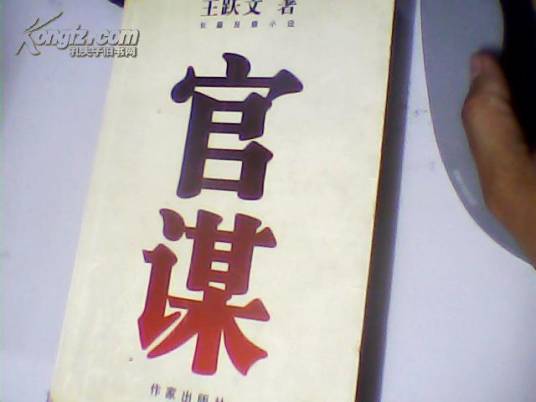 Kongfz.com
孔夫子旧书网
王跃文 著
长篇反腐小说
官
谋
作家出版社